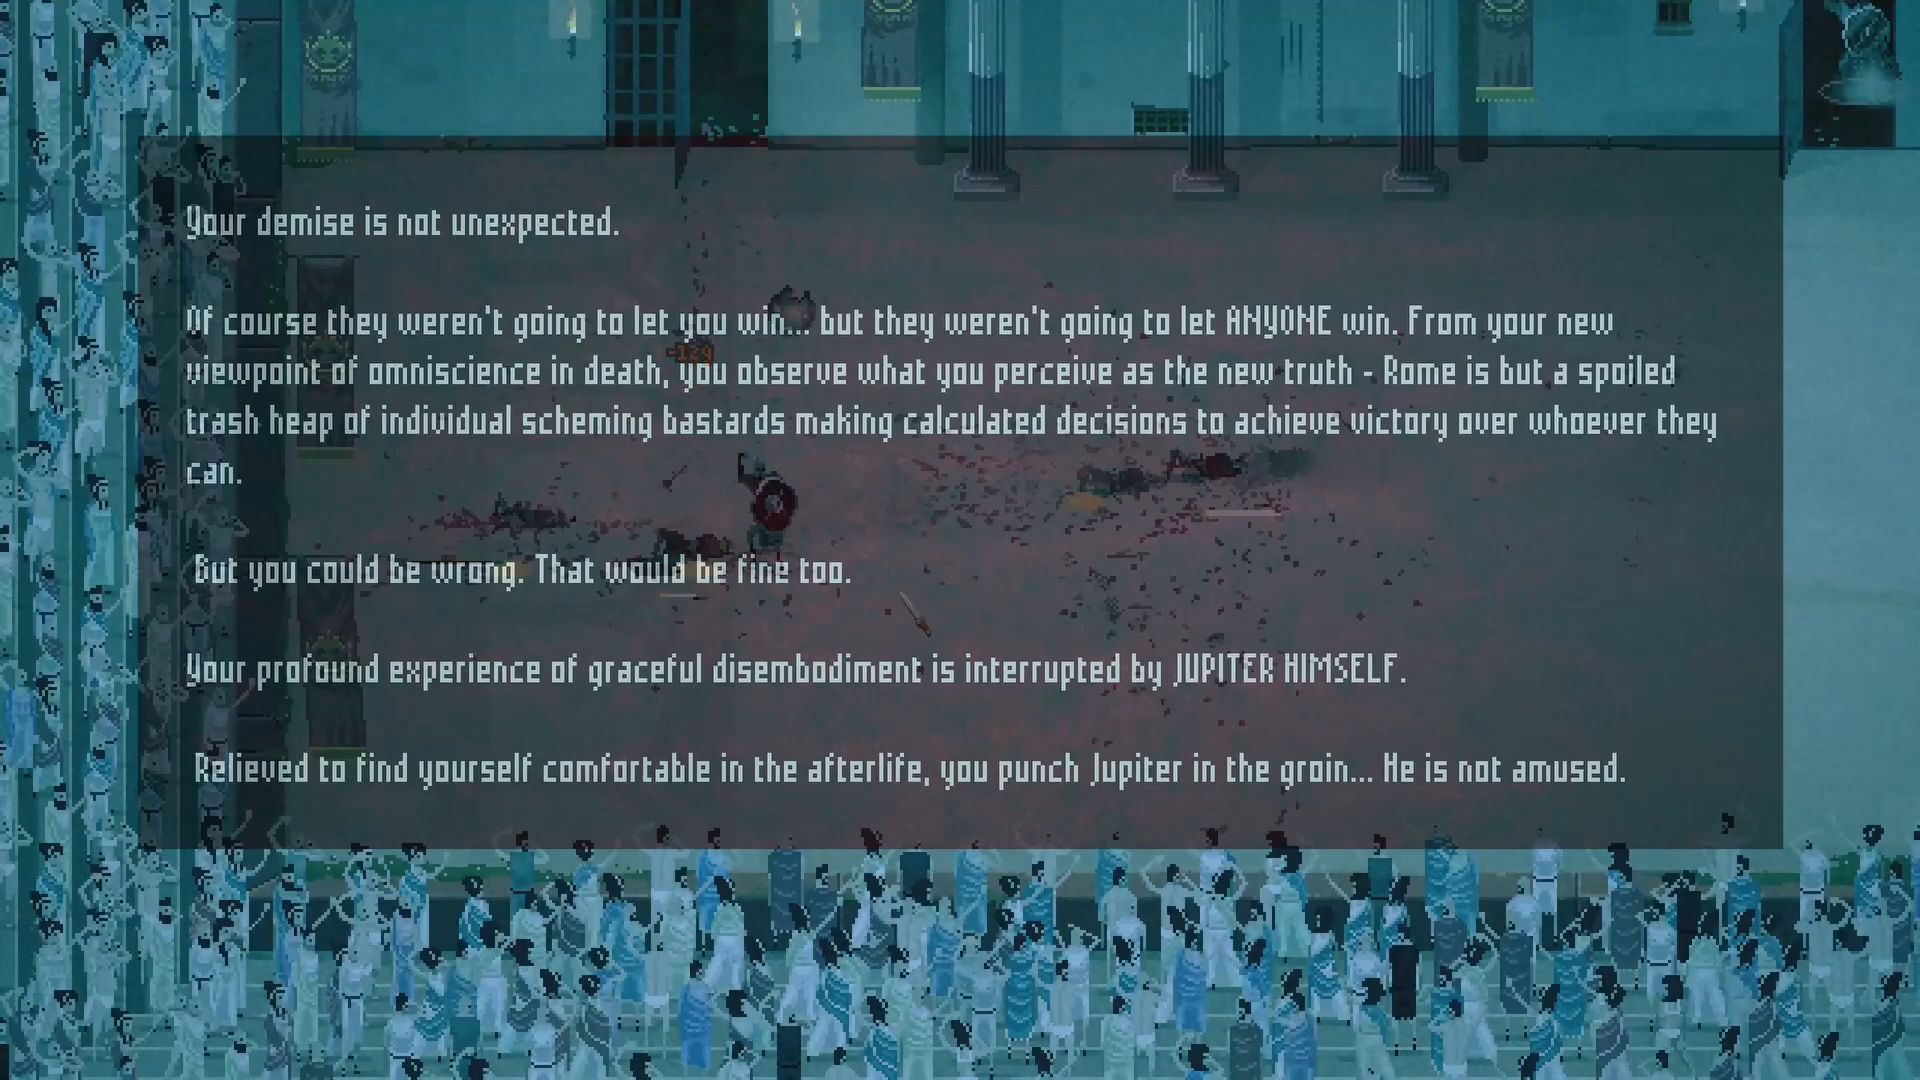 Your demise is not unexpected.
Of course they weren't going to let you win... but they weren't going to let ANYONE win. From your new
viewpoint of omniscience in death, you observe what you perceive as the new truth - Rome is but a spoiled
trash heap of individual scheming bastards making calculated decisions to achieve victory over whoever they
can.
-129
But you could be wrong. That would be fine too.
Your profound experience of graceful disembodiment is interrupted by JUPITER HIMSELF.
Relieved to find yourself comfortable in the afterlife, you punch Jupiter in the groin... He is not amused.